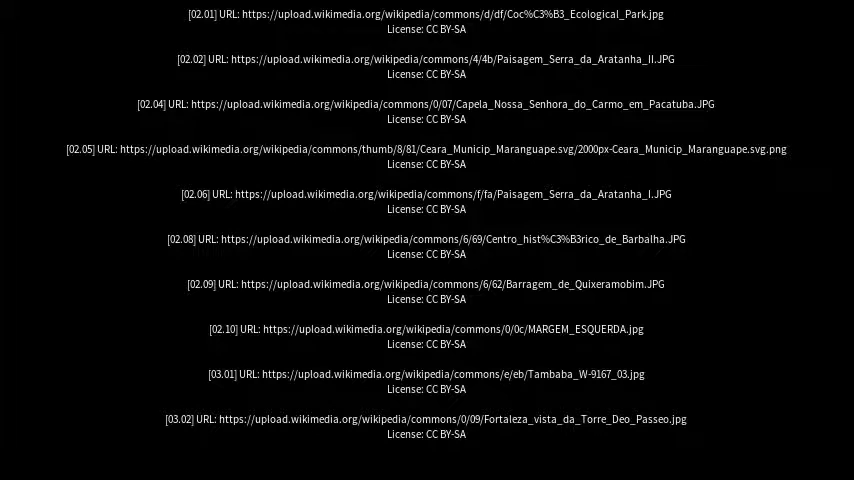 [02.01] URL: https://upload.wikimedia.org/wikipedia/commons/d/df/Coc%C3%B3_Ecological_Park.jpg
License: CC BY-SA
[02.02] URL: https://upload.wikimedia.org/wikipedia/commons/4/4b/Paisagem_Serra_da_Aratanha_II.JPG
License: CC BY-SA
[02.04] URL: https://upload.wikimedia.org/wikipedia/commons/0/07/Capela_Nossa_Senhora_do_Carmo_em_Pacatuba.JPG
License: CC BY-SA
[02.05] URL: https://upload.wikimedia.org/wikipedia/commons/thumb/8/81/Ceara_Municip_Maranguape.svg/2000px-Ceara_Municip_Maranguape.svg.png
License: CC BY-SA
[02.06] URL: https://upload.wikimedia.org/wikipedia/commons/f/fa/Paisagem_Serra_da_Aratanha_I.JPG
License: CC BY-SA
[02.08] URL: https://upload.wikimedia.org/wikipedia/commons/6/69/Centro_hist%C3%B3rico_de_Barbalha.JPG
License: CC BY-SA
[02.09] URL: https://upload.wikimedia.org/wikipedia/commons/6/62/Barragem_de_Quixeramobim.JPG
License: CC BY-SA
[02.10] URL: https://upload.wikimedia.org/wikipedia/commons/0/0c/MARGEM_ESQUERDA.jpg
License: CC BY-SA
[03.01] URL: https://upload.wikimedia.org/wikipedia/commons/e/eb/Tambaba_W-9167_03.jpg
License: CC BY-SA
[03.02] URL: https://upload.wikimedia.org/wikipedia/commons/0/09/Fortaleza_vista_da_Torre_Deo_Passeo.jpg
License: CC BY-SA